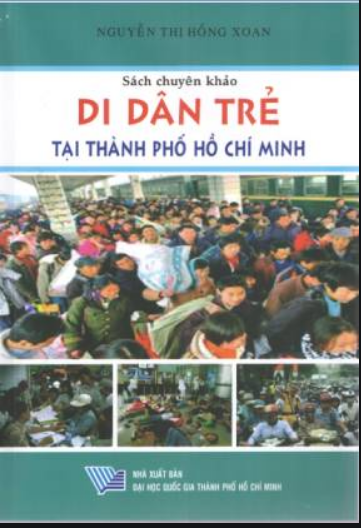 NGUYỄN THỊ HỒNG XOAN
Sách chuyên khảo
DI DÂN TRẺ
TẠI THÀNH PHỐ HỒ CHÍ MINH
NHÀ XUẤT BẢN
ĐẠI HỌC QUỐC GIA THÀNH PHỐ HỒ CHÍ MINH